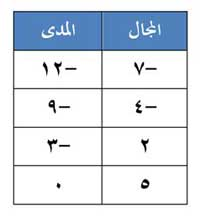 المجال المدى
–٧ –١٢
–٤ –٩
٢ –٣
٥ ٠